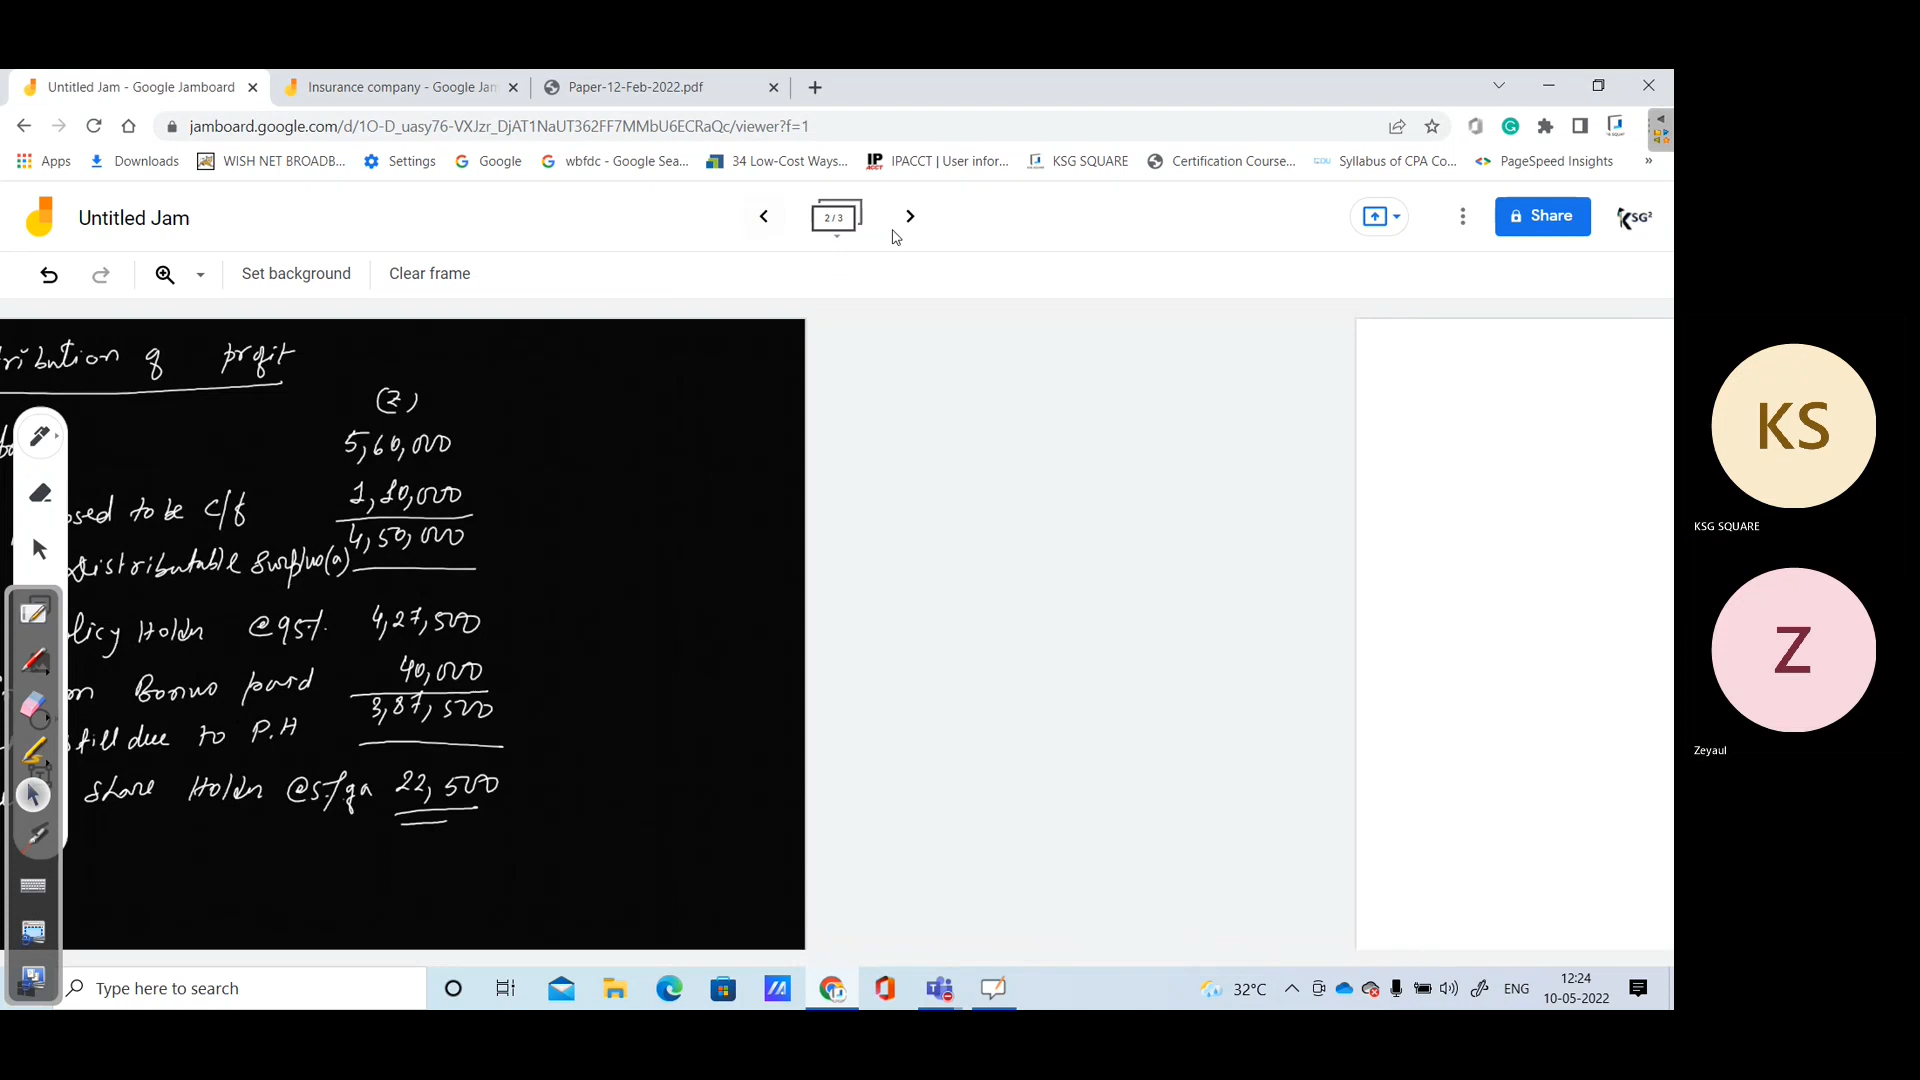 Untitled Jam - Google Jamboard
Insurance company - Google Jam
Paper-12-Feb-2022.pdf
jamboard.google.com/d/1O-D_uasy76-VXJzr_DjAT1NaUT362FF7MMbU6ECRaQc/viewer?f=1
Apps Downloads WISH NET BROADB... Settings Google wbfdc - Google Sea... 34 Low-Cost Ways... IPACCT | User infor... KSG SQUARE Certification Course... Syllabus of CPA Co... PageSpeed Insights »
Untitled Jam
2 / 3
Share
KSG²
Set background Clear frame
tribution of profit
5,60,000
osed to be C/f 1,10,000
4,50,000
Distributable Surplus(a)
licy Holder @95% 4,27,500
Bonus paid 40,000
3,87,500
still due to P.H
Share Holder @5% of a 22,500
KS
KSG SQUARE
Z
Zeyaul
Type here to search
32°C
ENG
12:24
10-05-2022